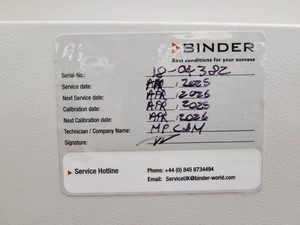 BINDER
Best conditions for your success
Serial-No.: 18-04382
Service date: APR, 2025
Next Service date: APR, 2026
Calibration date: APR, 2025
Next Calibration date: APR, 2026
Technician / Company Name: MP C&M
Signature:
Service Hotline
Phone: +44 (0) 845 8734494
Email: ServiceUK@binder-world.com